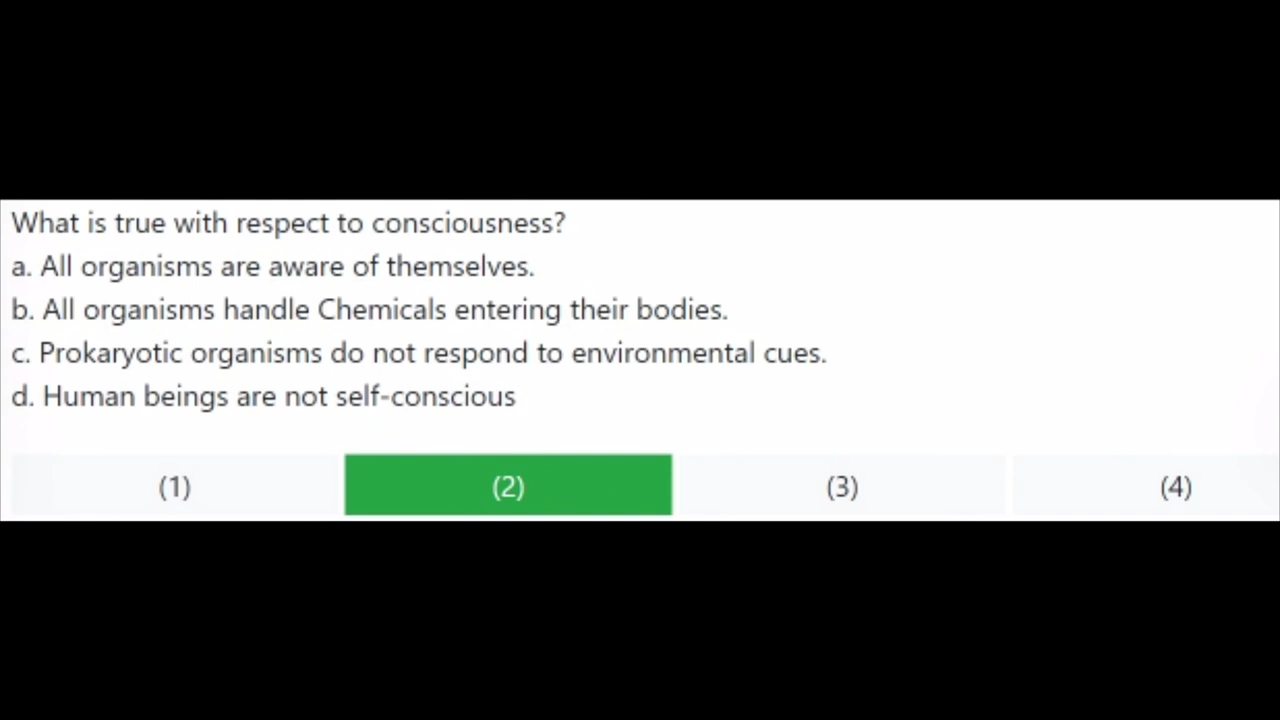 What is true with respect to consciousness?
a. All organisms are aware of themselves.
b. All organisms handle Chemicals entering their bodies.
c. Prokaryotic organisms do not respond to environmental cues.
d. Human beings are not self-conscious
(1) (2) (3) (4)